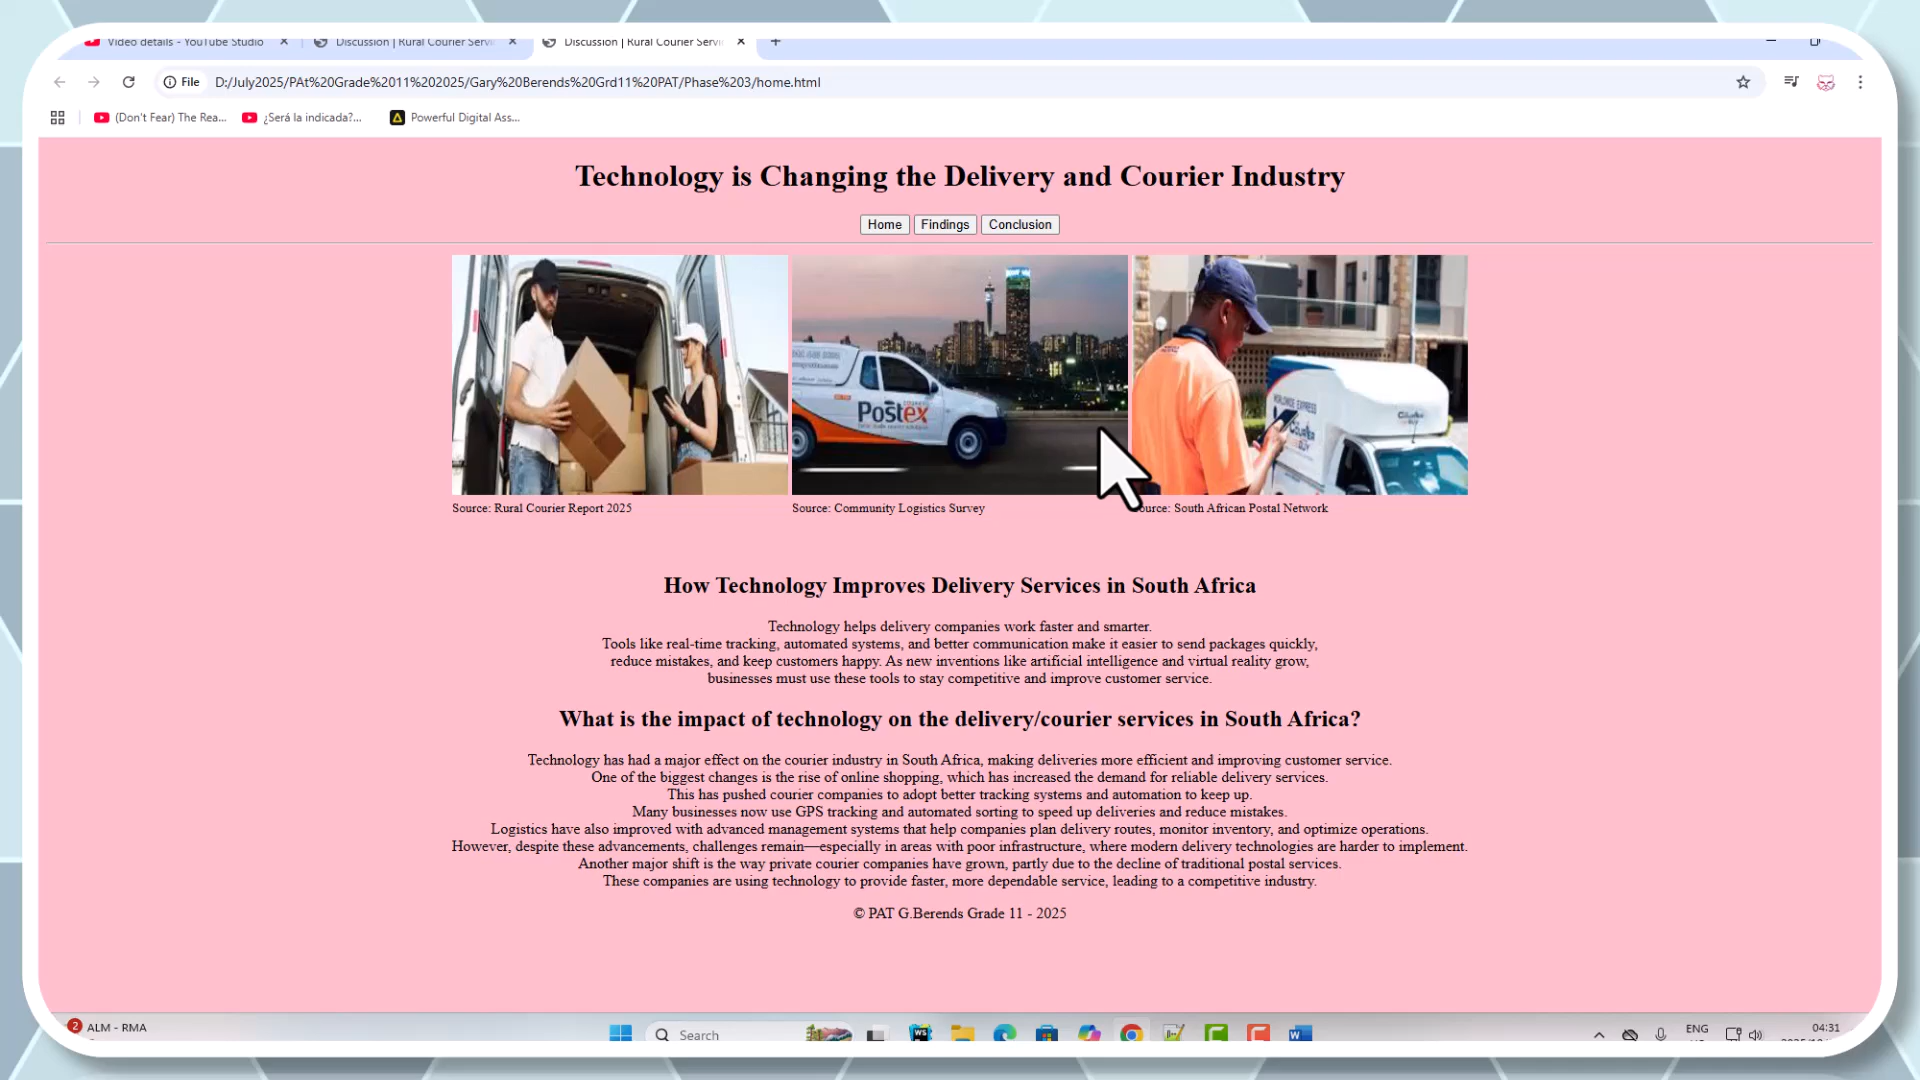 Video details - YouTube Studio
Discussion | Rural Courier Servi
Discussion | Rural Courier Servi
File
D:/July2025/PAt%20Grade%2011%202025/Gary%20Berends%20Grd11%20PAT/Phase%203/home.html
(Don't Fear) The Rea...
¿Será la indicada?...
Powerful Digital Ass...
Technology is Changing the Delivery and Courier Industry
Home Findings Conclusion
Postex
WORLDWIDE EXPRESS
Source: Rural Courier Report 2025
Source: Community Logistics Survey
ource: South African Postal Network
How Technology Improves Delivery Services in South Africa
Technology helps delivery companies work faster and smarter.
Tools like real-time tracking, automated systems, and better communication make it easier to send packages quickly,
reduce mistakes, and keep customers happy. As new inventions like artificial intelligence and virtual reality grow,
businesses must use these tools to stay competitive and improve customer service.
What is the impact of technology on the delivery/courier services in South Africa?
Technology has had a major effect on the courier industry in South Africa, making deliveries more efficient and improving customer service.
One of the biggest changes is the rise of online shopping, which has increased the demand for reliable delivery services.
This has pushed courier companies to adopt better tracking systems and automation to keep up.
Many businesses now use GPS tracking and automated sorting to speed up deliveries and reduce mistakes.
Logistics have also improved with advanced management systems that help companies plan delivery routes, monitor inventory, and optimize operations.
However, despite these advancements, challenges remain—especially in areas with poor infrastructure, where modern delivery technologies are harder to implement.
Another major shift is the way private courier companies have grown, partly due to the decline of traditional postal services.
These companies are using technology to provide faster, more dependable service, leading to a competitive industry.
© PAT G.Berends Grade 11 - 2025
2
ALM - RMA
Search
ENG
04:31